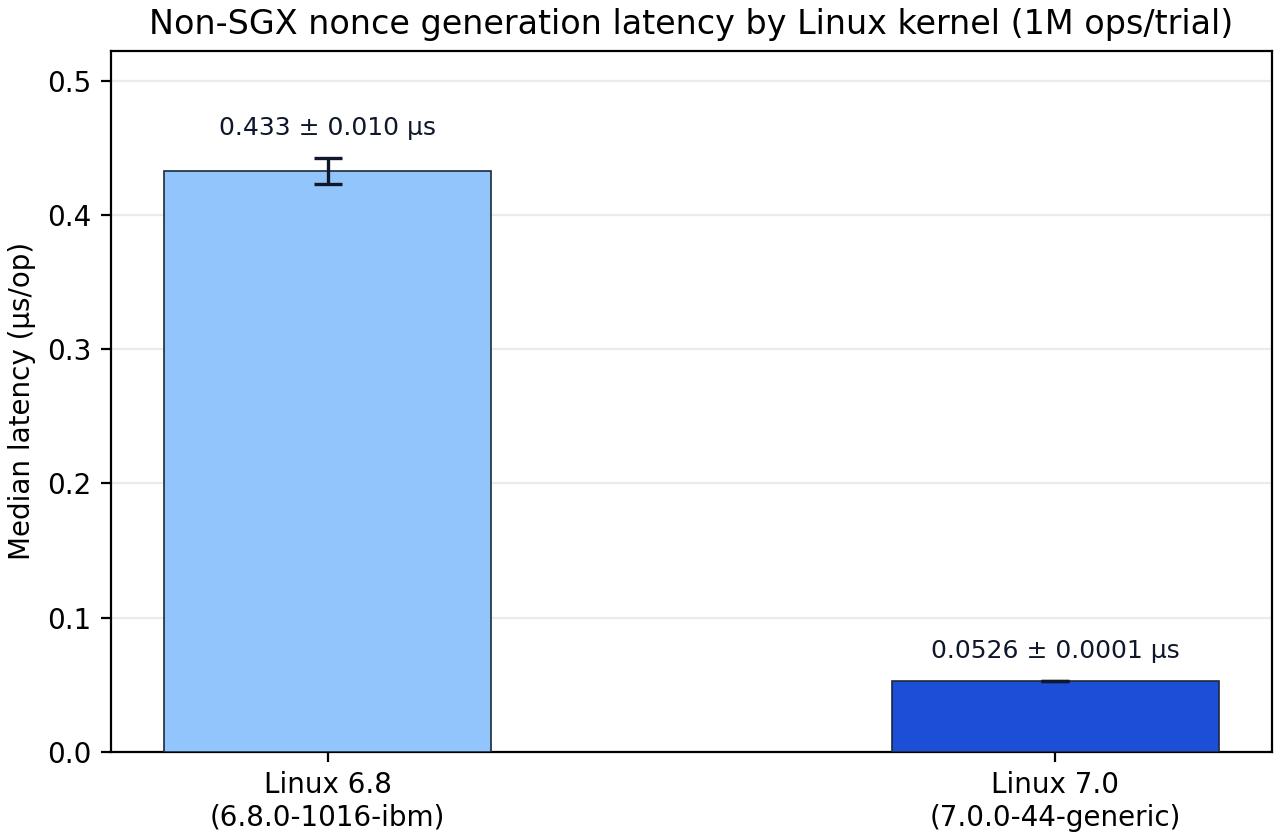 Non-SGX nonce generation latency by Linux kernel (1M ops/trial)
Median latency (µs/op)
0.5
0.4
0.3
0.2
0.1
0.0
0.433 ± 0.010 µs
0.0526 ± 0.0001 µs
Linux 6.8
(6.8.0-1016-ibm)
Linux 7.0
(7.0.0-44-generic)